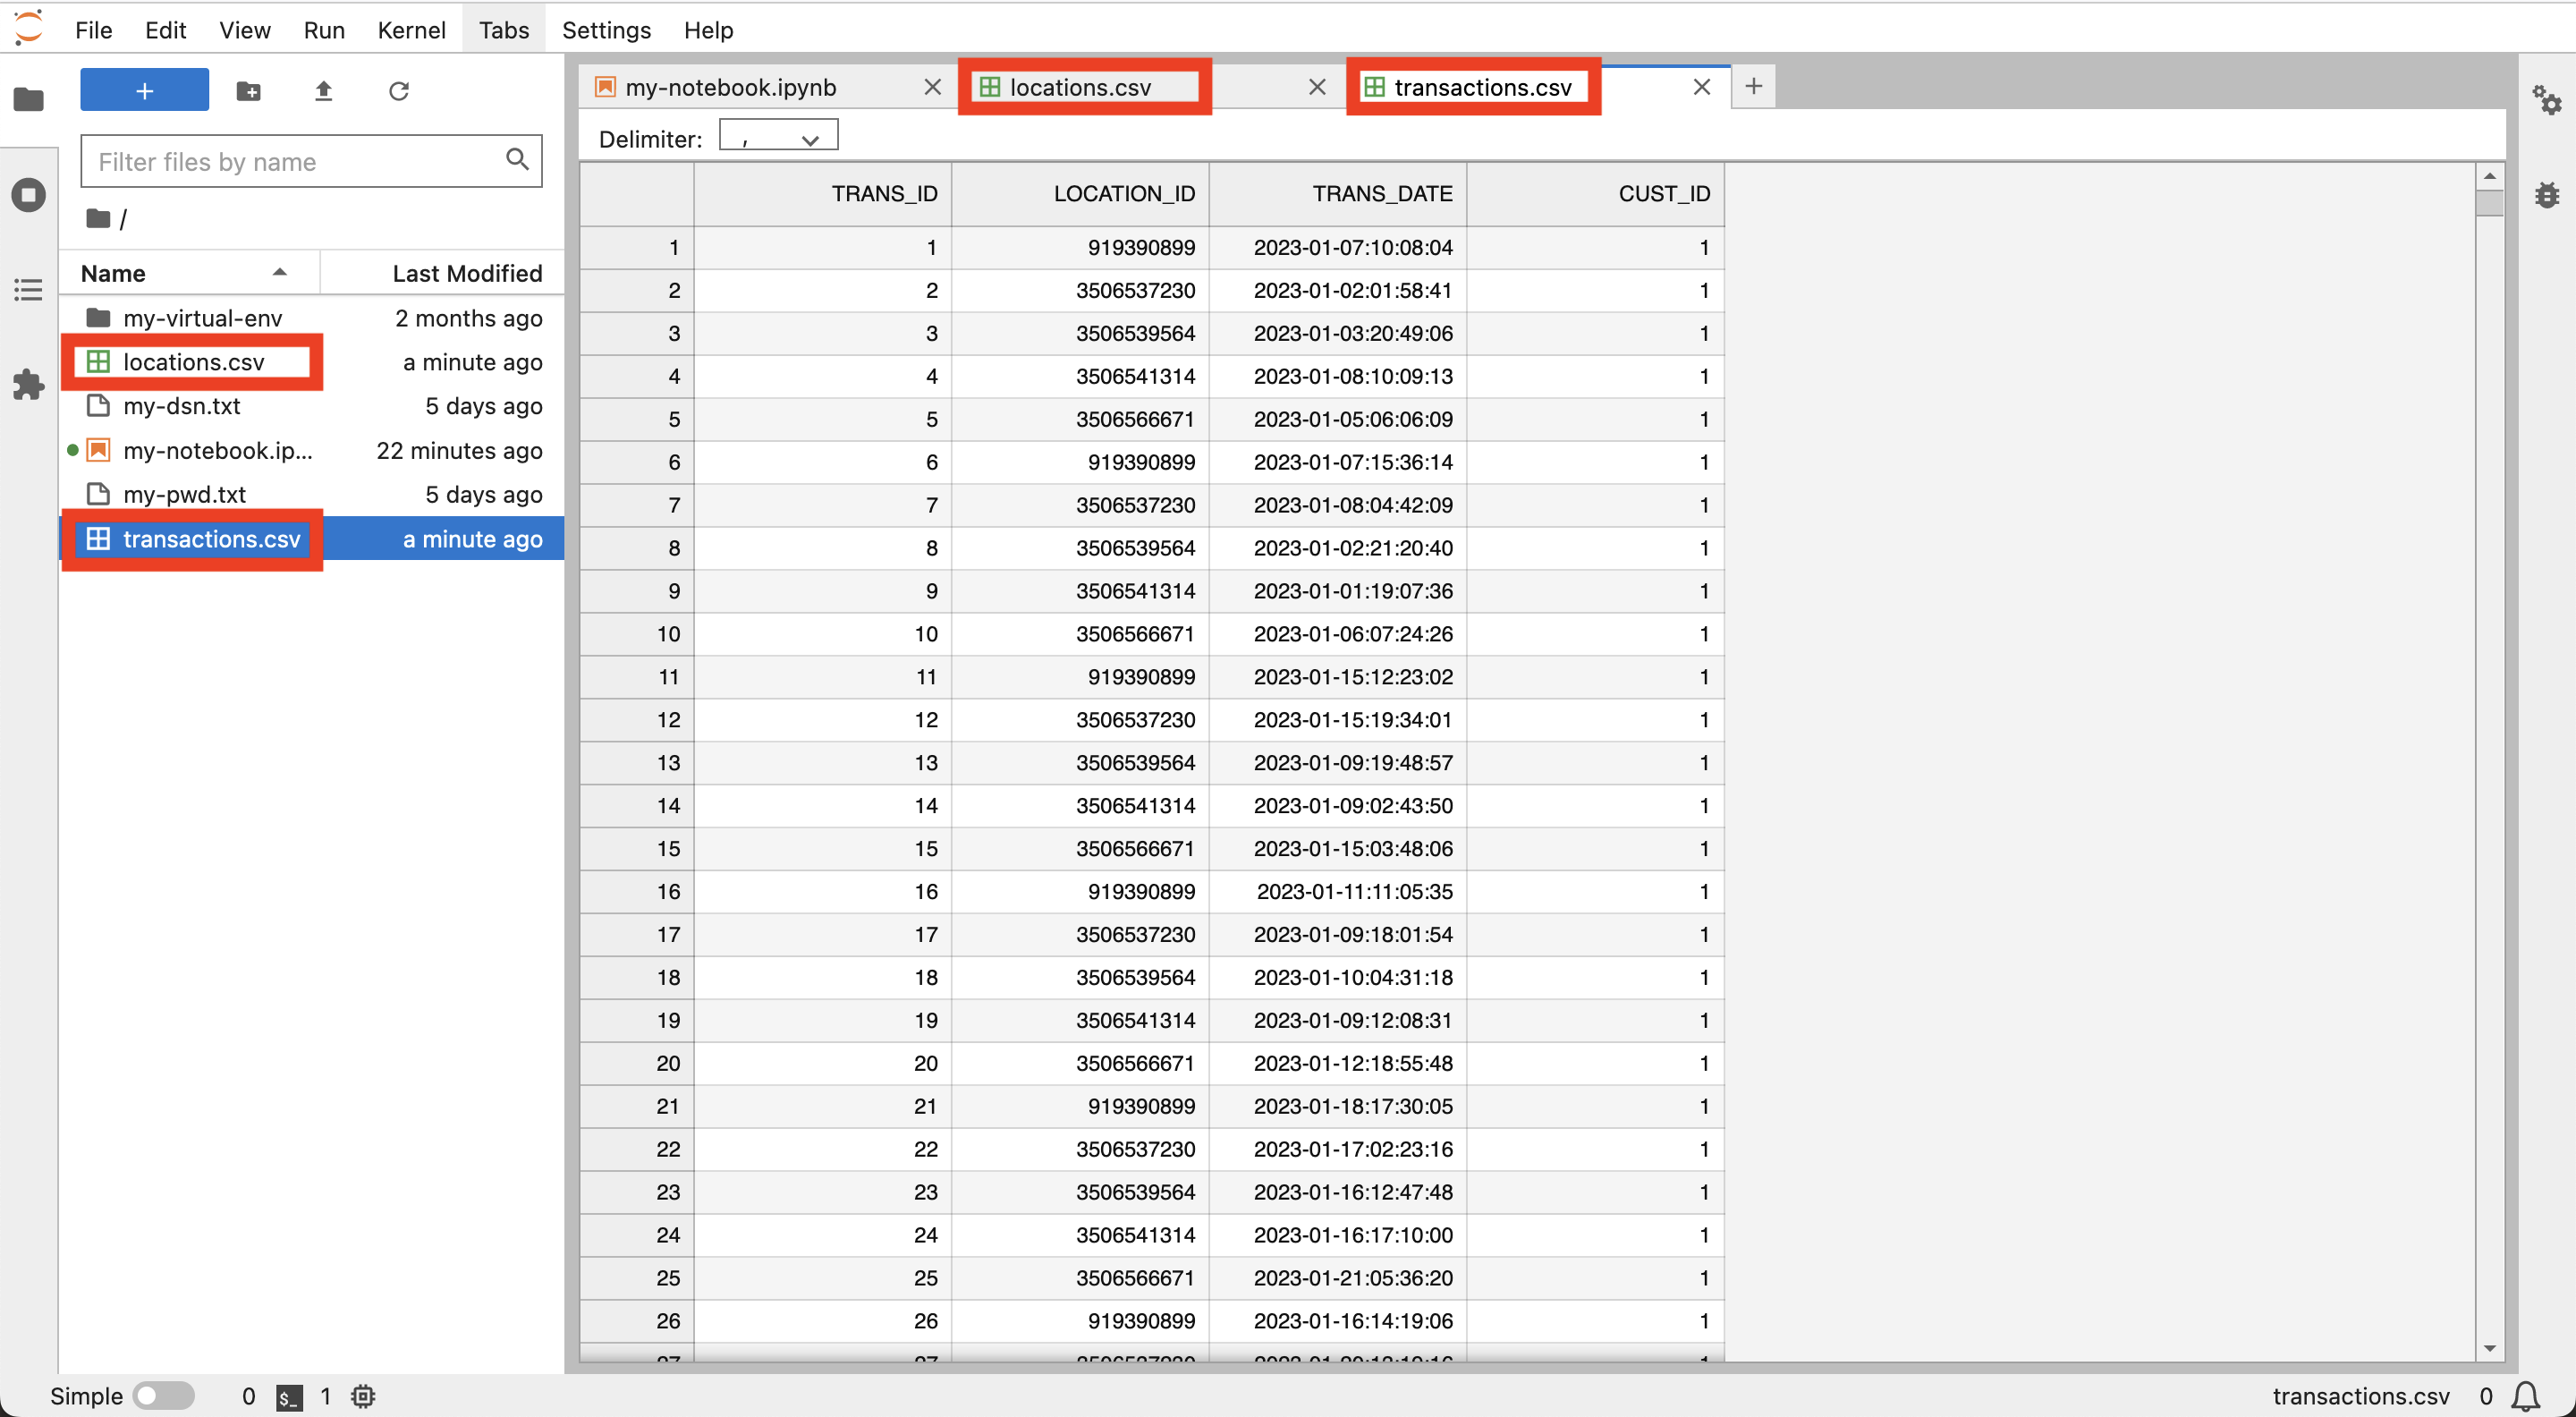 File Edit View Run Kernel Tabs Settings Help
my-notebook.ipynb locations.csv transactions.csv
Filter files by name
/
Name Last Modified
my-virtual-env 2 months ago
locations.csv a minute ago
my-dsn.txt 5 days ago
my-notebook.ip... 22 minutes ago
my-pwd.txt 5 days ago
transactions.csv a minute ago
Delimiter: ,
TRANS_ID LOCATION_ID TRANS_DATE CUST_ID
1 1 919390899 2023-01-07:10:08:04 1
2 2 3506537230 2023-01-02:01:58:41 1
3 3 3506539564 2023-01-03:20:49:06 1
4 4 3506541314 2023-01-08:10:09:13 1
5 5 3506566671 2023-01-05:06:06:09 1
6 6 919390899 2023-01-07:15:36:14 1
7 7 3506537230 2023-01-08:04:42:09 1
8 8 3506539564 2023-01-02:21:20:40 1
9 9 3506541314 2023-01-01:19:07:36 1
10 10 3506566671 2023-01-06:07:24:26 1
11 11 919390899 2023-01-15:12:23:02 1
12 12 3506537230 2023-01-15:19:34:01 1
13 13 3506539564 2023-01-09:19:48:57 1
14 14 3506541314 2023-01-09:02:43:50 1
15 15 3506566671 2023-01-15:03:48:06 1
16 16 919390899 2023-01-11:11:05:35 1
17 17 3506537230 2023-01-09:18:01:54 1
18 18 3506539564 2023-01-10:04:31:18 1
19 19 3506541314 2023-01-09:12:08:31 1
20 20 3506566671 2023-01-12:18:55:48 1
21 21 919390899 2023-01-18:17:30:05 1
22 22 3506537230 2023-01-17:02:23:16 1
23 23 3506539564 2023-01-16:12:47:48 1
24 24 3506541314 2023-01-16:17:10:00 1
25 25 3506566671 2023-01-21:05:36:20 1
26 26 919390899 2023-01-16:14:19:06 1
Simple 0 $_ 1 transactions.csv 0